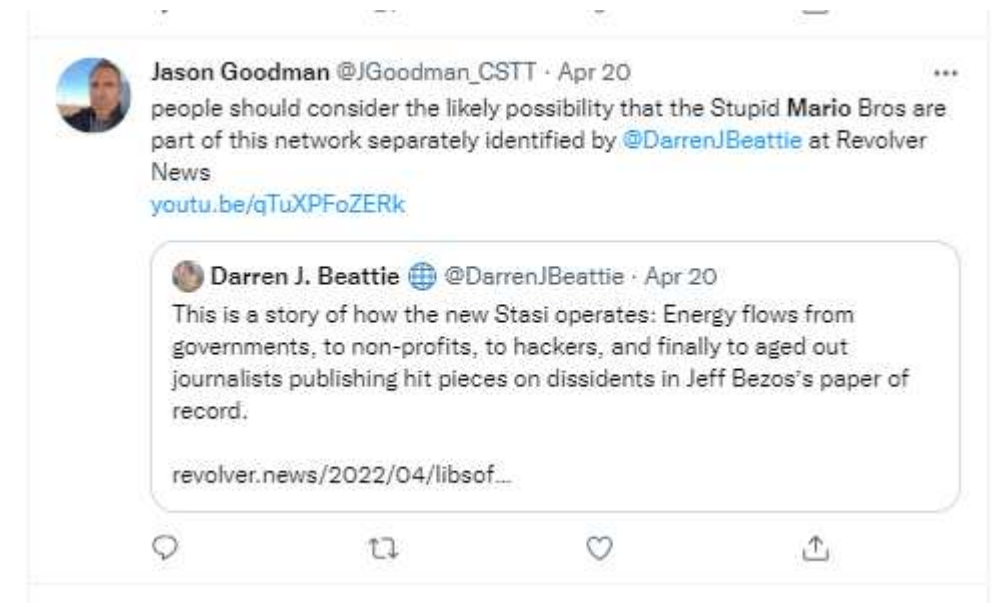 Jason Goodman @JGoodman_CSTT · Apr 20
people should consider the likely possibility that the Stupid Mario Bros are
part of this network separately identified by @DarrenJBeattie at Revolver
News
youtu.be/qTuXPFoZERk
Darren J. Beattie @DarrenJBeattie · Apr 20
This is a story of how the new Stasi operates: Energy flows from
governments, to non-profits, to hackers, and finally to aged out
journalists publishing hit pieces on dissidents in Jeff Bezos's paper of
record.
revolver.news/2022/04/libsof...